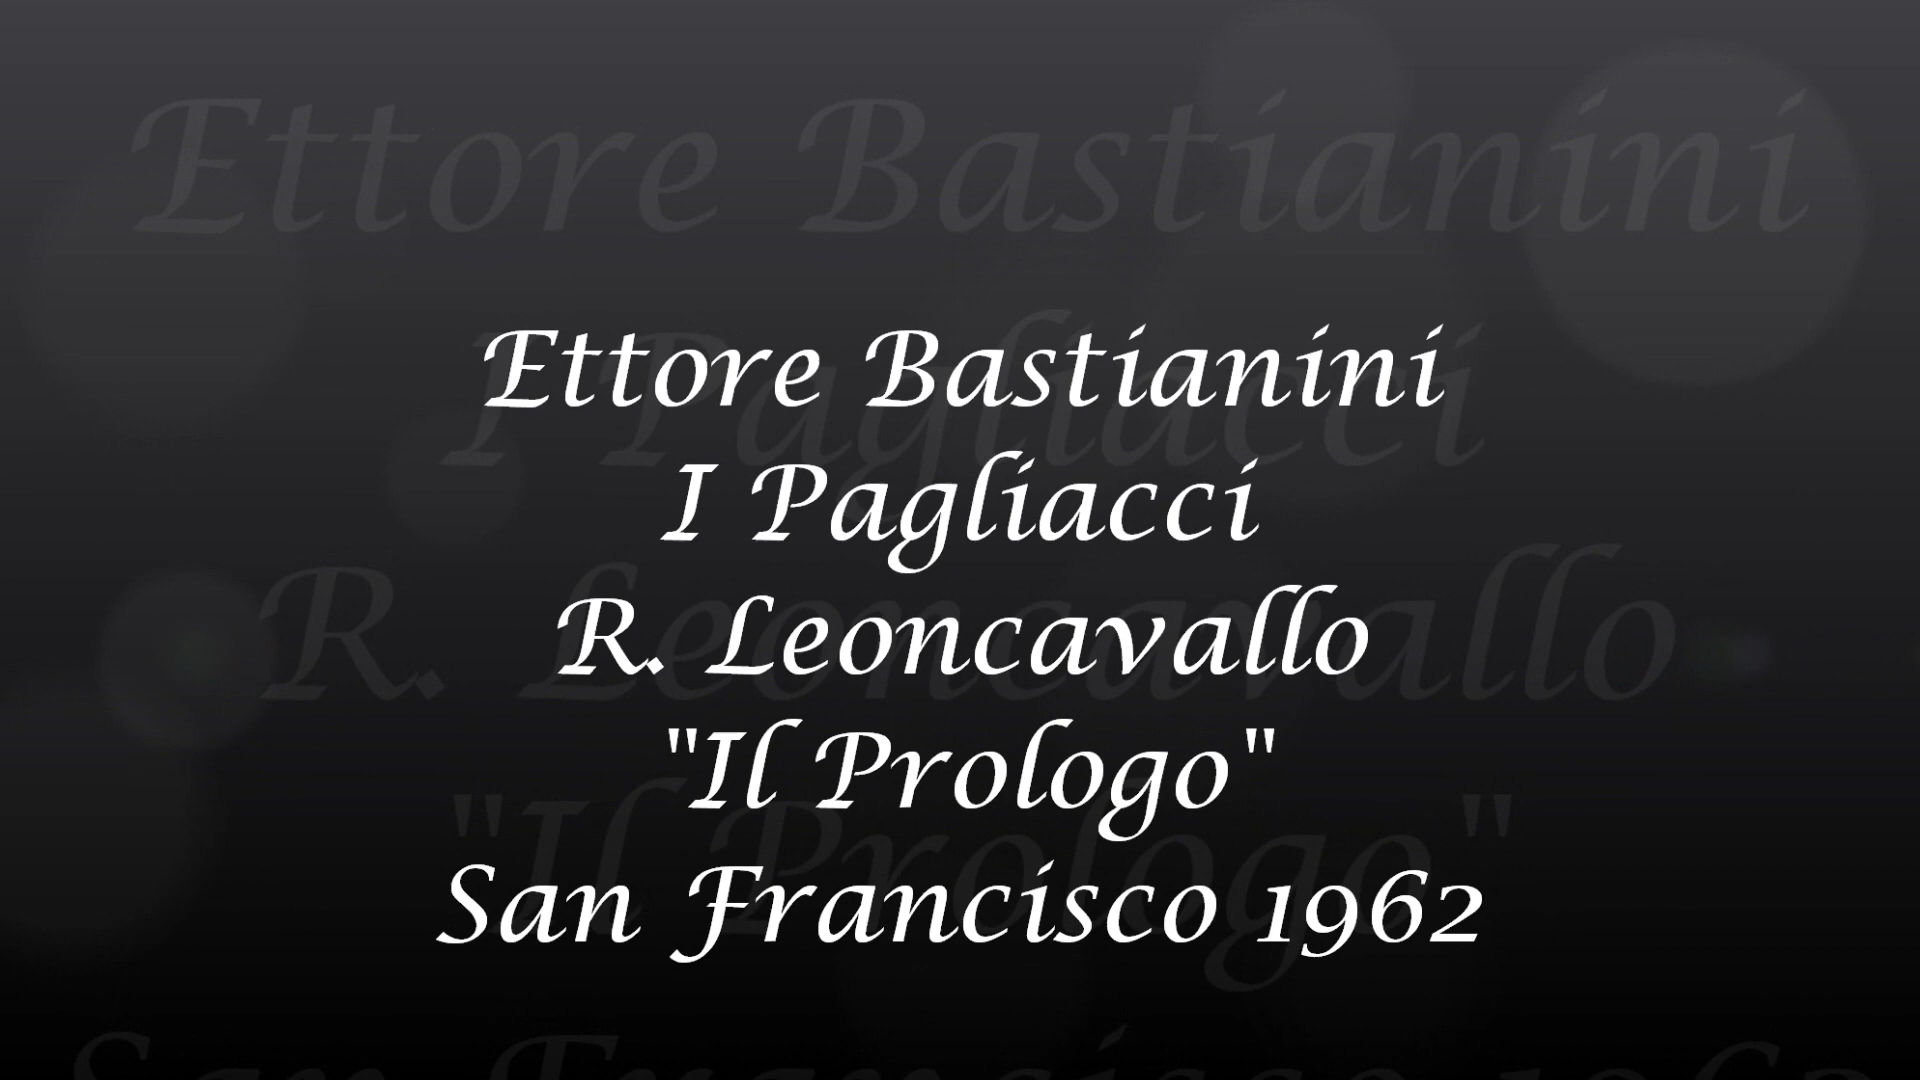 Ettore Bastianini
I Pagliacci
R. Leoncavallo
"Il Prologo"
San Francisco 1962